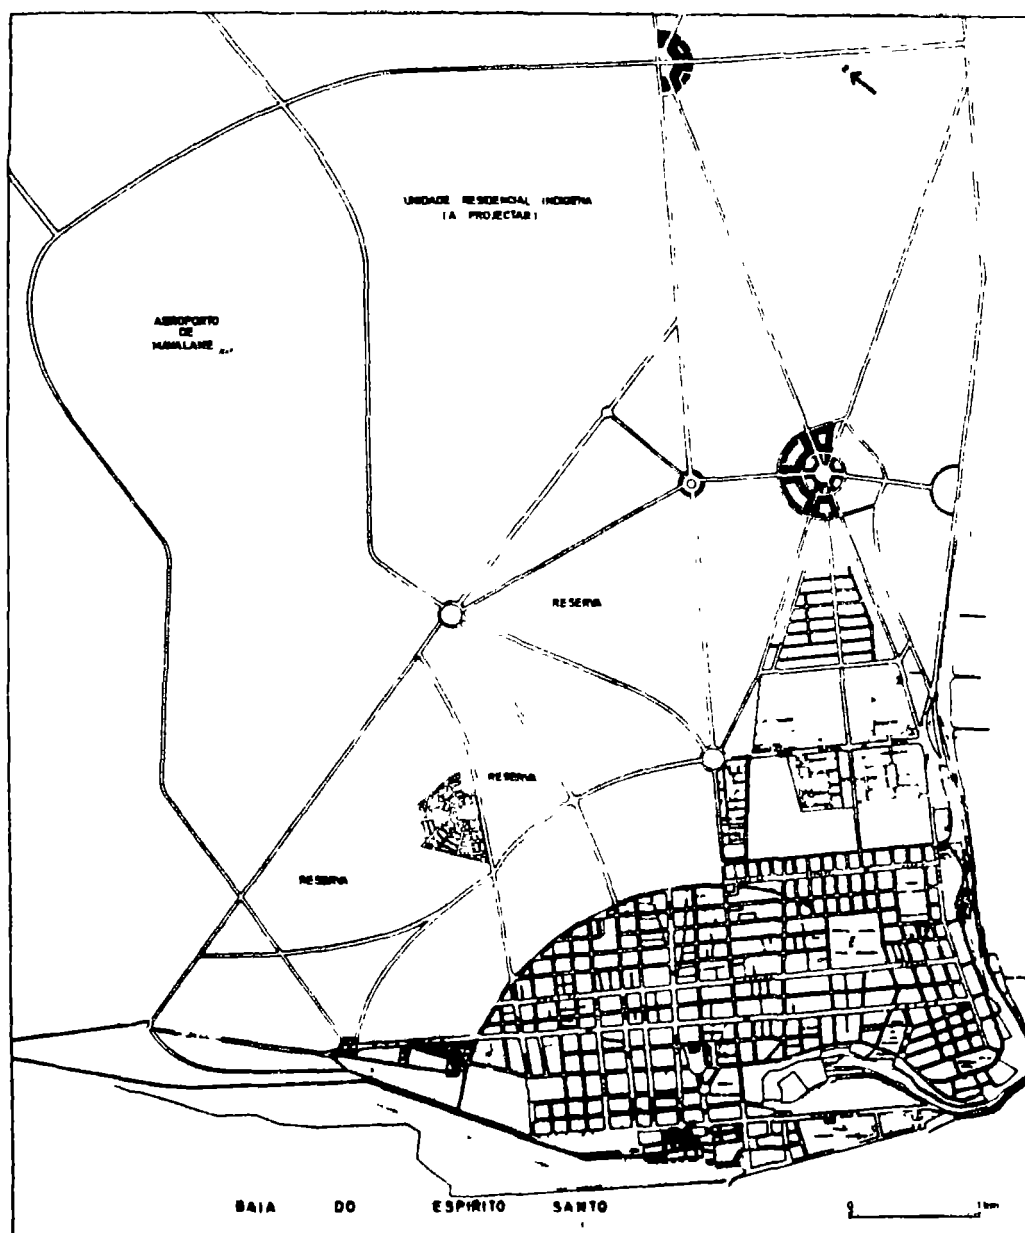 UNIDADE RESIDENCIAL INDIGENA
(A PROJECTAR)
AEROPORTO
DE
MAVALANE
RESERVA
RESERVA
RESERVA
BAIA DO ESPIRITO SANTO
0 1 km